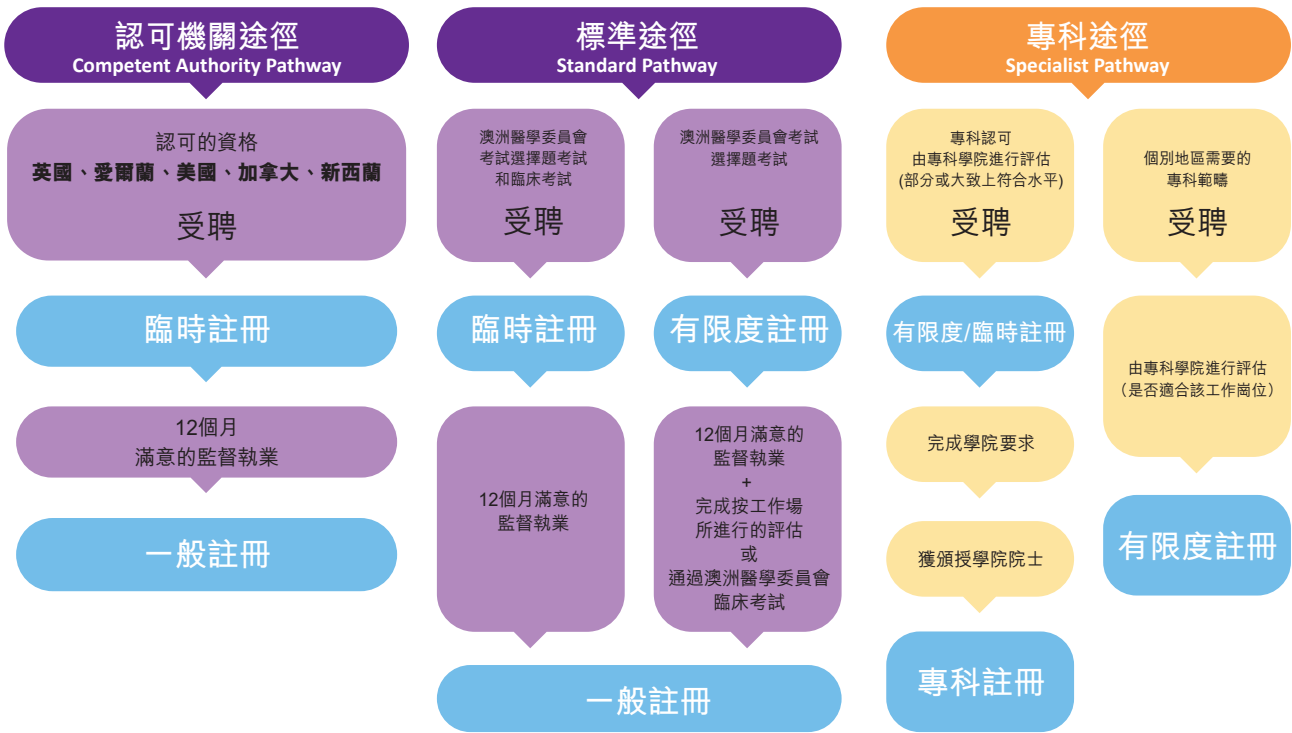 認可機關途徑
Competent Authority Pathway
認可的資格
英國、愛爾蘭、美國、加拿大、新西蘭
受聘
臨時註冊
12個月
滿意的監督執業
一般註冊
標準途徑
Standard Pathway
澳洲醫學委員會
考試選擇題考試
和臨床考試
受聘
臨時註冊
12個月滿意的
監督執業
澳洲醫學委員會考試
選擇題考試
受聘
有限度註冊
12個月滿意的
監督執業
+
完成按工作場
所進行的評估
或
通過澳洲醫學委員會
臨床考試
一般註冊
專科途徑
Specialist Pathway
專科認可
由專科學院進行評估
(部分或大致上符合水平)
受聘
有限度/臨時註冊
完成學院要求
獲頒授學院院士
專科註冊
個別地區需要的
專科範疇
受聘
由專科學院進行評估
（是否適合該工作崗位）
有限度註冊